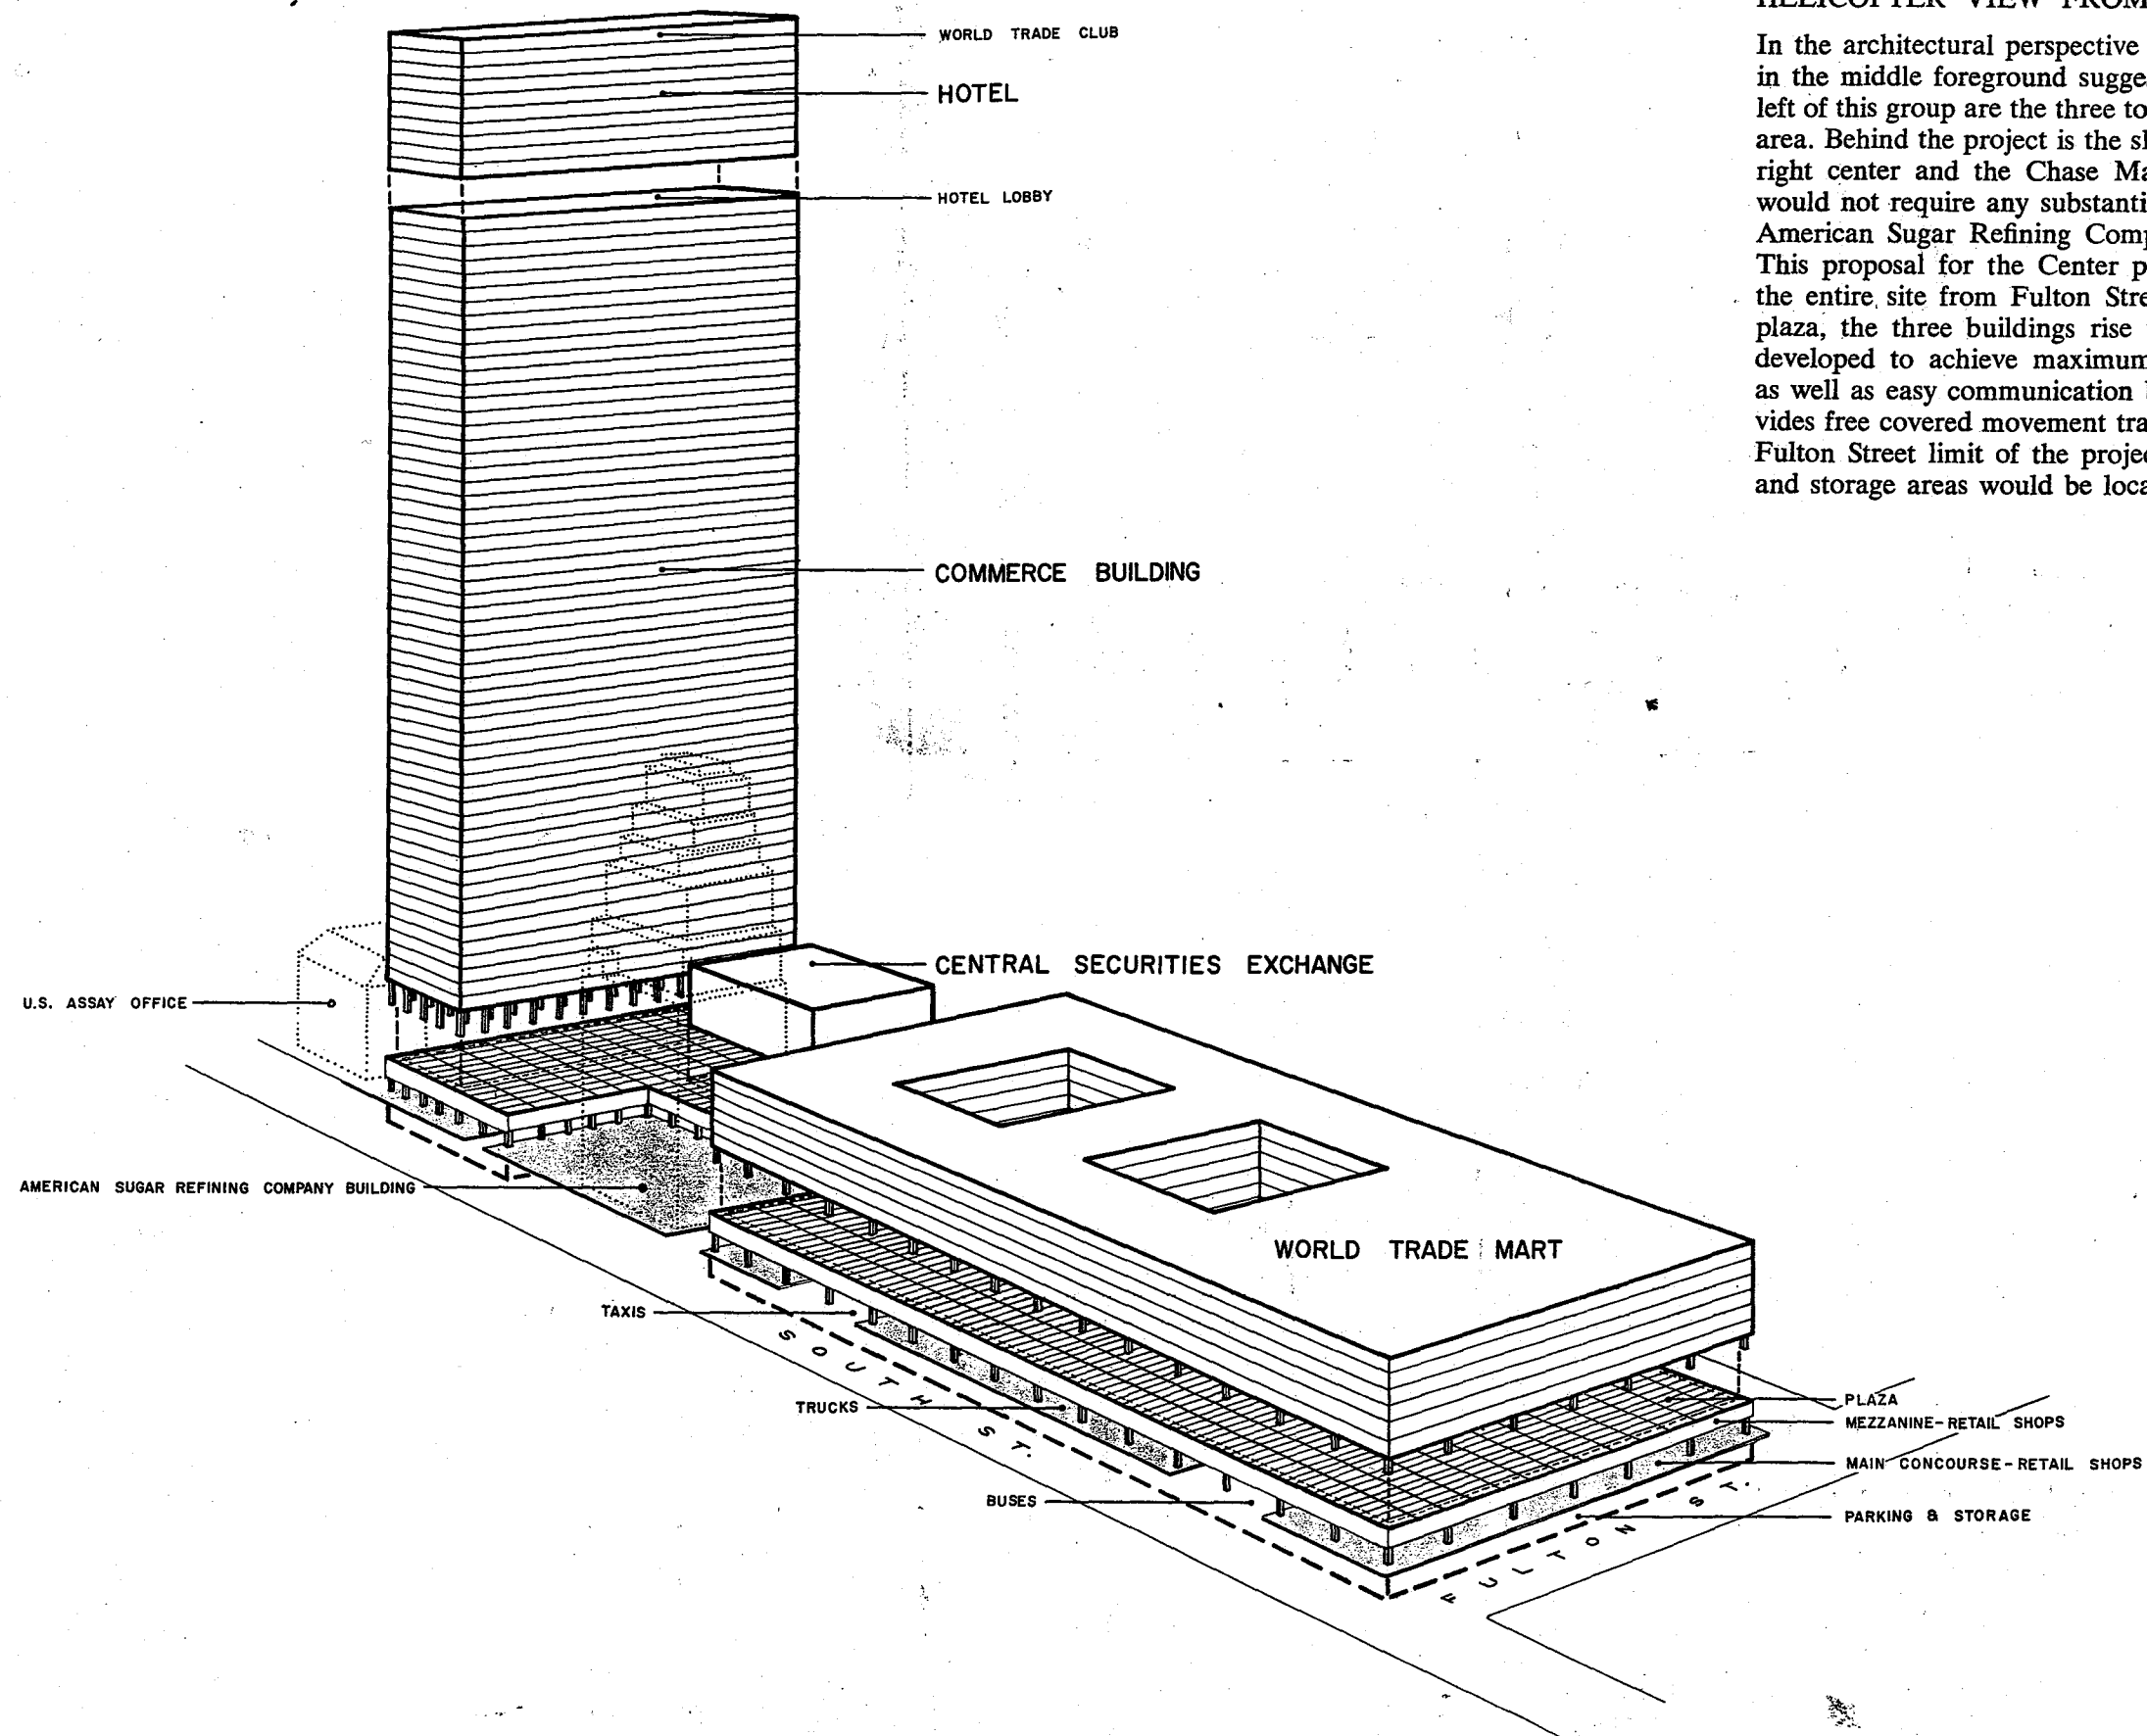 HELICOPTER VIEW FROM
In the architectural perspective
in the middle foreground sugge
left of this group are the three to
area. Behind the project is the sl
right center and the Chase Ma
would not require any substanti
American Sugar Refining Comp
This proposal for the Center p
the entire site from Fulton Stre
plaza, the three buildings rise
developed to achieve maximum
as well as easy communication
vides free covered movement tra
Fulton Street limit of the projec
and storage areas would be loca
WORLD TRADE CLUB
HOTEL
HOTEL LOBBY
COMMERCE BUILDING
CENTRAL SECURITIES EXCHANGE
U.S. ASSAY OFFICE
AMERICAN SUGAR REFINING COMPANY BUILDING
WORLD TRADE MART
TAXIS
SOUTH ST.
TRUCKS
BUSES
PLAZA
MEZZANINE-RETAIL SHOPS
MAIN CONCOURSE-RETAIL SHOPS
PARKING & STORAGE
FULTON ST.